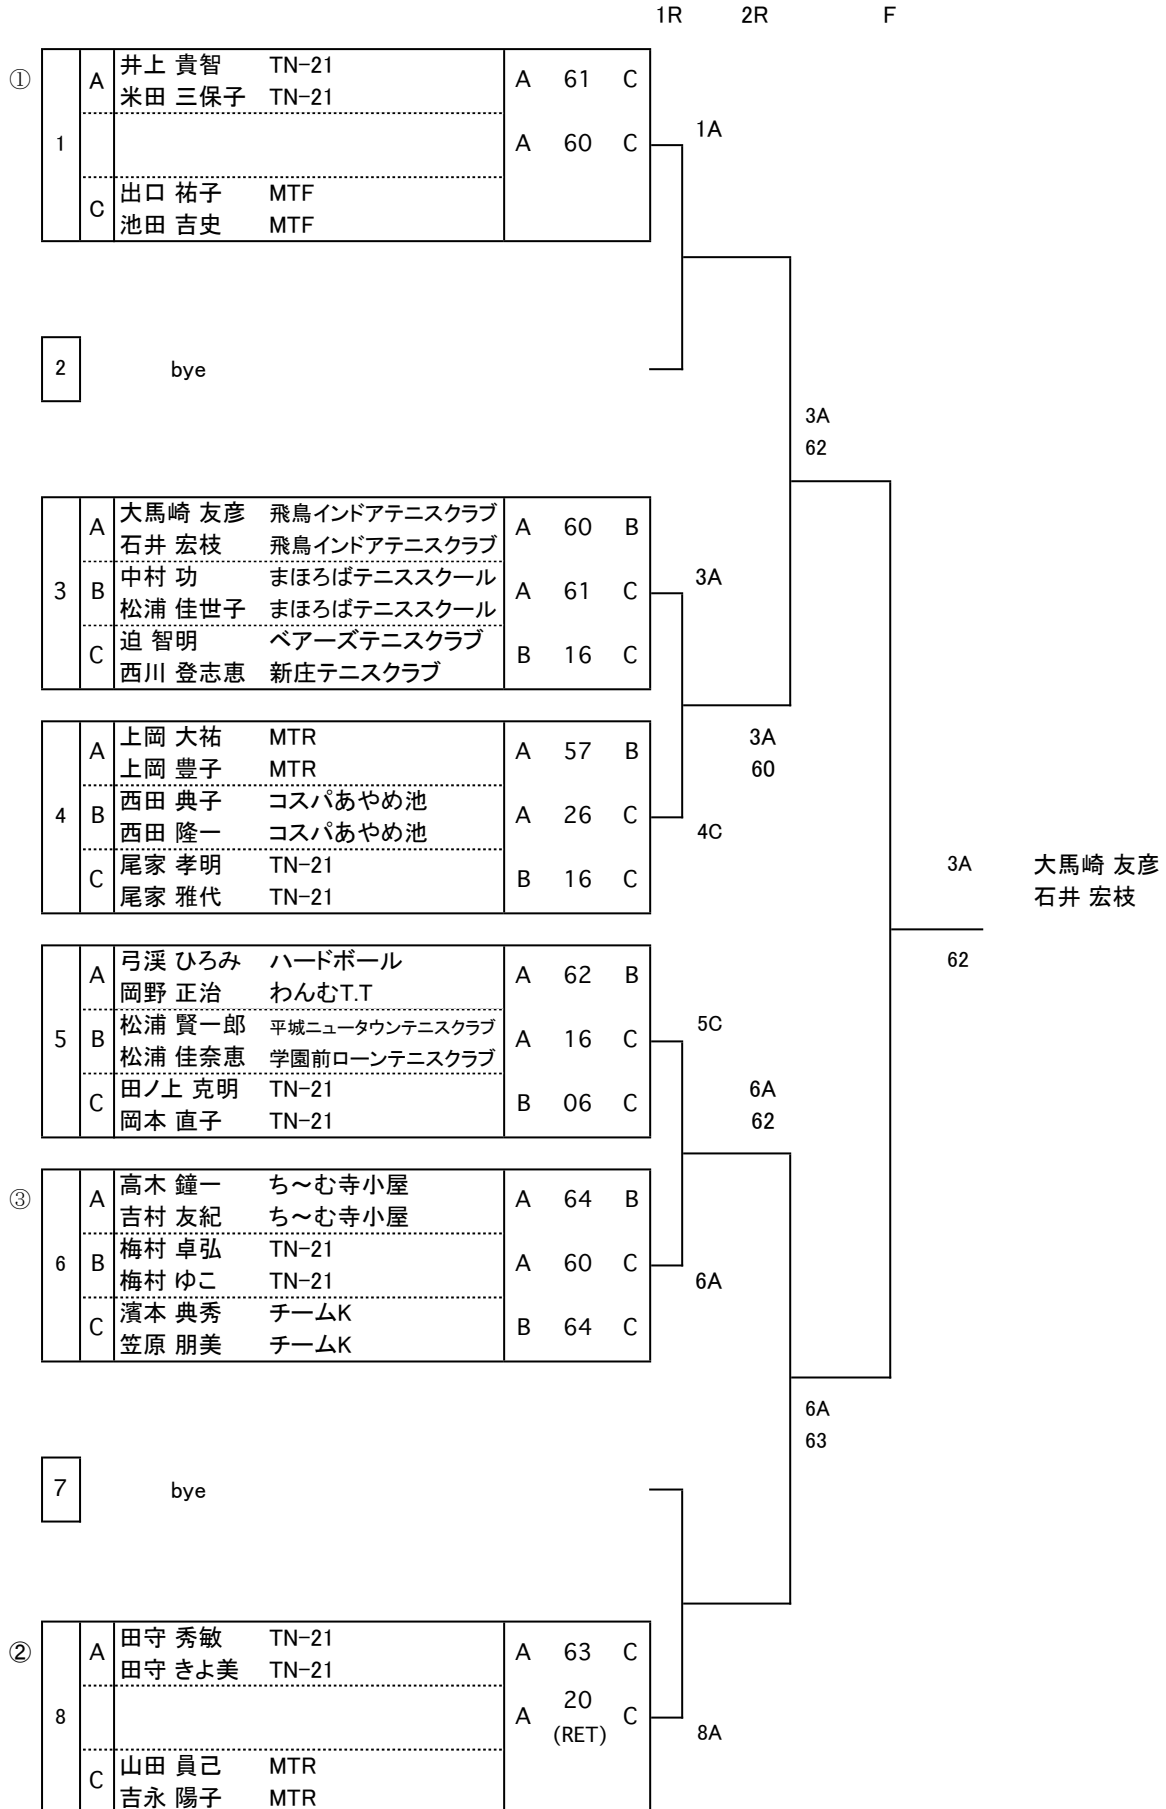 1R 2R F
① 1 A 井上 貴智 TN-21 A 61 C
米田 三保子 TN-21
A 60 C 1A
C 出口 祐子 MTF
池田 吉史 MTF
2 bye
3A
62
3 A 大馬崎 友彦 飛鳥インドアテニスクラブ A 60 B
石井 宏枝 飛鳥インドアテニスクラブ
B 中村 功 まほろばテニススクール A 61 C 3A
松浦 佳世子 まほろばテニススクール
C 迫 智明 ベアーズテニスクラブ B 16 C
西川 登志恵 新庄テニスクラブ
4 A 上岡 大祐 MTR A 57 B 3A
上岡 豊子 MTR 60
B 西田 典子 コスパあやめ池 A 26 C
西田 隆一 コスパあやめ池 4C
C 尾家 孝明 TN-21 B 16 C
尾家 雅代 TN-21
3A 大馬崎 友彦
石井 宏枝
62
5 A 弓渓 ひろみ ハードボール A 62 B
岡野 正治 わんむT.T
B 松浦 賢一郎 平城ニュータウンテニスクラブ A 16 C 5C
松浦 佳奈恵 学園前ローンテニスクラブ
C 田ノ上 克明 TN-21 B 06 C 6A
岡本 直子 TN-21 62
③ 6 A 高木 鐘一 ち～む寺小屋 A 64 B
吉村 友紀 ち～む寺小屋
B 梅村 卓弘 TN-21 A 60 C
梅村 ゆこ TN-21 6A
C 濱本 典秀 チームK B 64 C
笠原 朋美 チームK
6A
63
7 bye
② 8 A 田守 秀敏 TN-21 A 63 C
田守 きよ美 TN-21
A 20 C
(RET) 8A
C 山田 員己 MTR
吉永 陽子 MTR